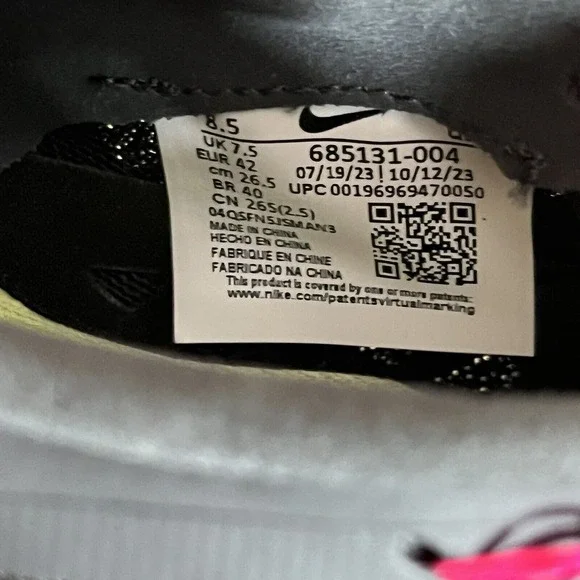 8.5
UK 7.5
EUR 42
cm 26.5
BR 40
CN 265(2.5)
04Q5FN5JSMAN3
MADE IN CHINA
HECHO EN CHINA
FABRIQUE EN CHINE
FABRICADO NA CHINA
685131-004
07/19/23 | 10/12/23
UPC 00196969470050
This product is covered by one or more patents:
www.nike.com/patentsvirtualmarking